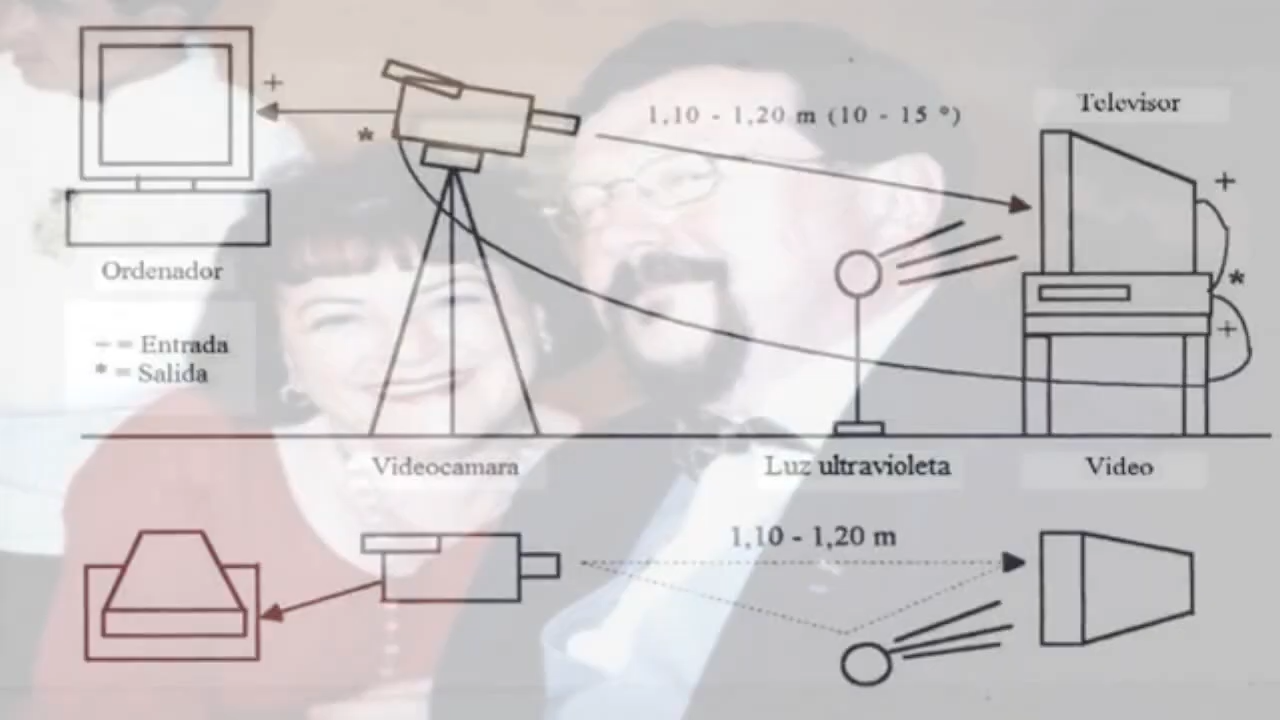 1,10 - 1,20 m (10 - 15 º)
Televisor
+
*
+
*
+
Ordenador
+ = Entrada
* = Salida
Videocamara
Luz ultravioleta
Video
1,10 - 1,20 m